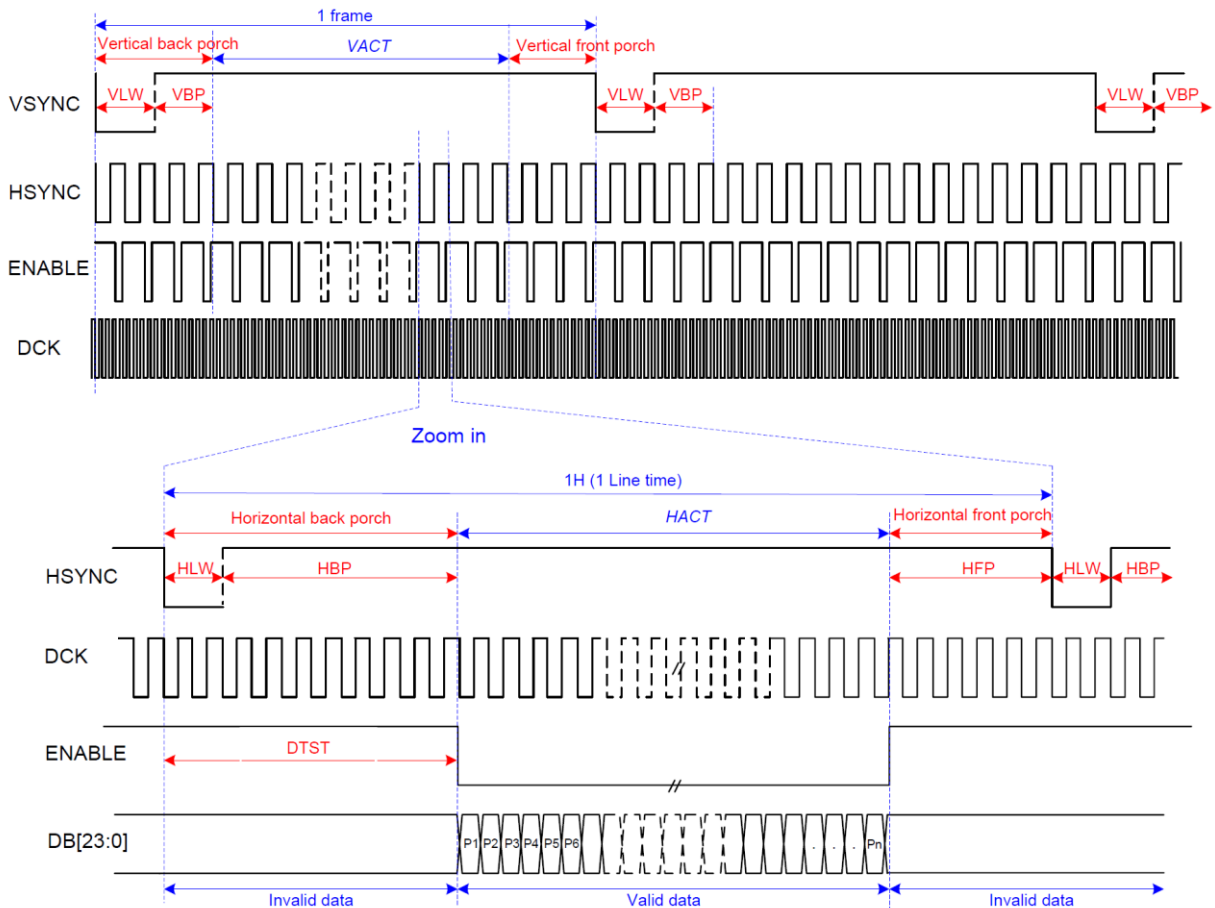 1 frame
Vertical back porch VACT Vertical front porch
VSYNC VLW VBP VLW VBP VLW VBP
HSYNC
ENABLE
DCK
Zoom in
1H (1 Line time)
Horizontal back porch HACT Horizontal front porch
HSYNC HLW HBP HFP HLW HBP
DCK //
ENABLE DTST //
DB[23:0] P1 P2 P3 P4 P5 P6 . . . Pn
Invalid data Valid data Invalid data